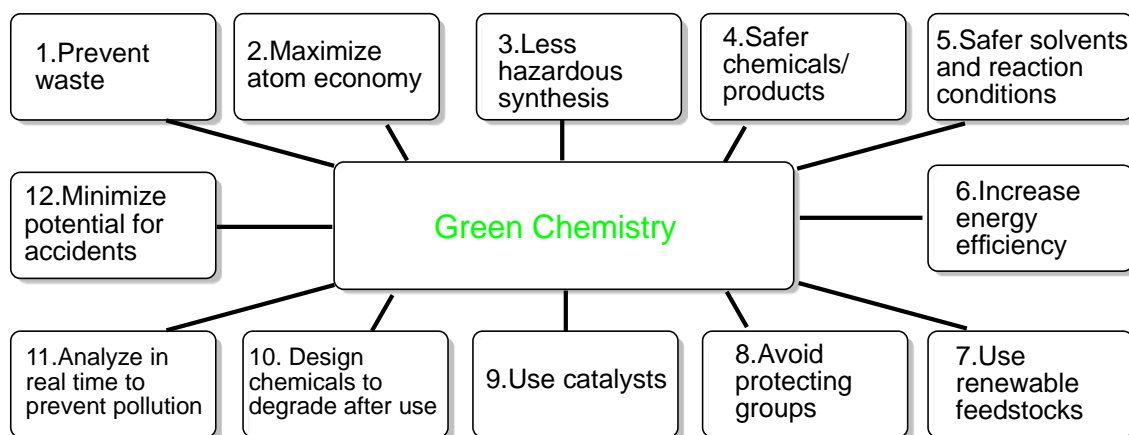 1.Prevent
waste
2.Maximize
atom economy
3.Less
hazardous
synthesis
4.Safer
chemicals/
products
5.Safer solvents
and reaction
conditions
12.Minimize
potential for
accidents
Green Chemistry
6.Increase
energy
efficiency
11.Analyze in
real time to
prevent pollution
10. Design
chemicals to
degrade after use
9.Use catalysts
8.Avoid
protecting
groups
7.Use
renewable
feedstocks